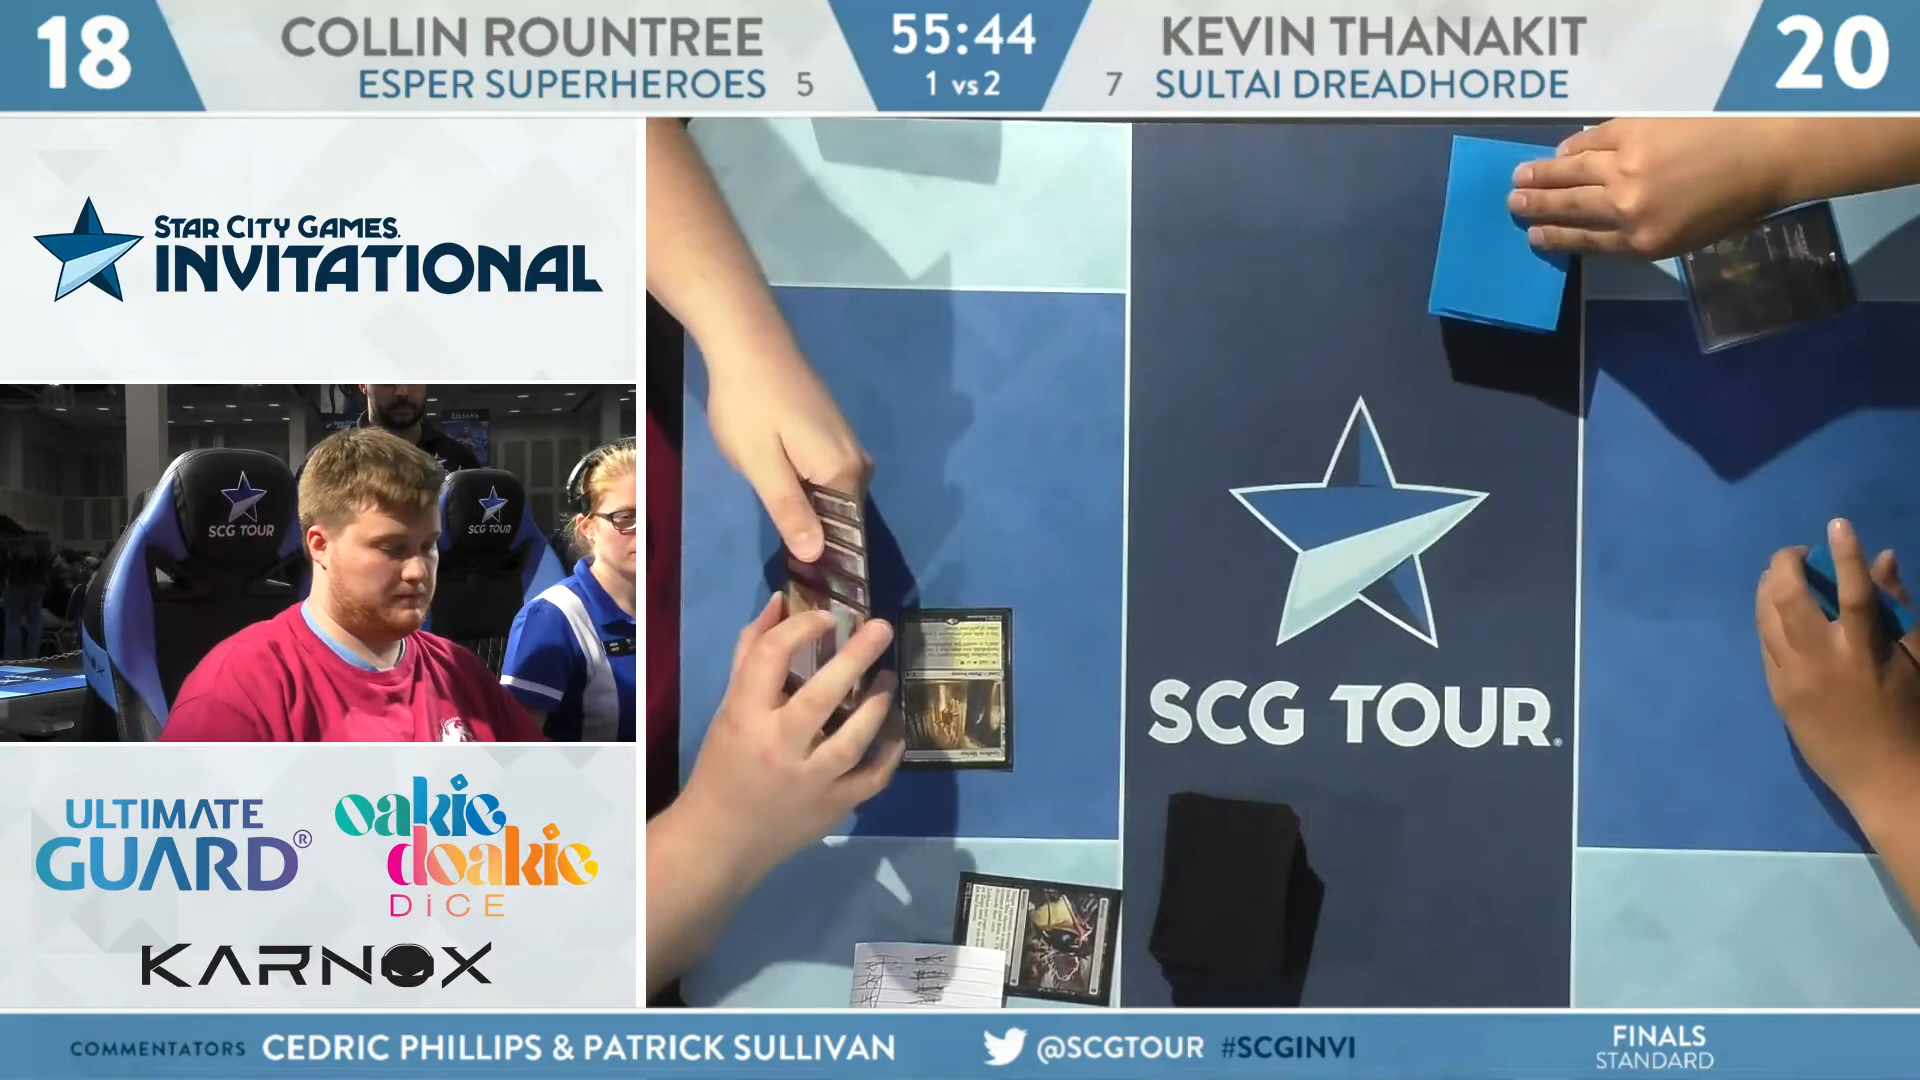 18
COLLIN ROUNTREE
ESPER SUPERHEROES 5
55:44
1 vs 2
KEVIN THANAKIT
7 SULTAI DREADHORDE
20
STAR CITY GAMES.
INVITATIONAL
LILIANA
SCG TOUR
SCG TOUR
ULTIMATE
GUARD®
oakie
doakie
DiCE
KARNOX
SCG TOUR®
COMMENTATORS CEDRIC PHILLIPS & PATRICK SULLIVAN
@SCGTOUR #SCGINVI
FINALS
STANDARD